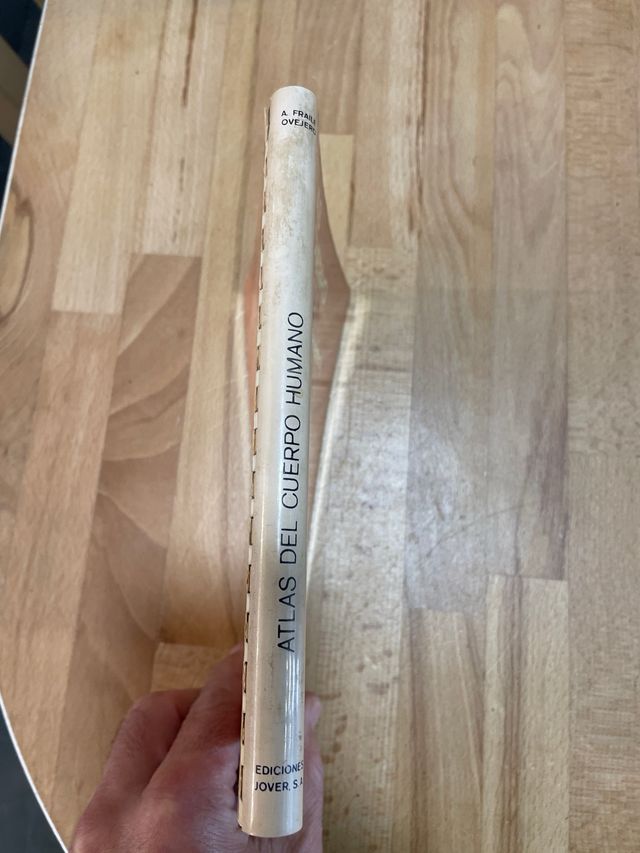 A. FRAILE
OVEJERO
ATLAS DEL CUERPO HUMANO
EDICIONES
JOVER, S.A.